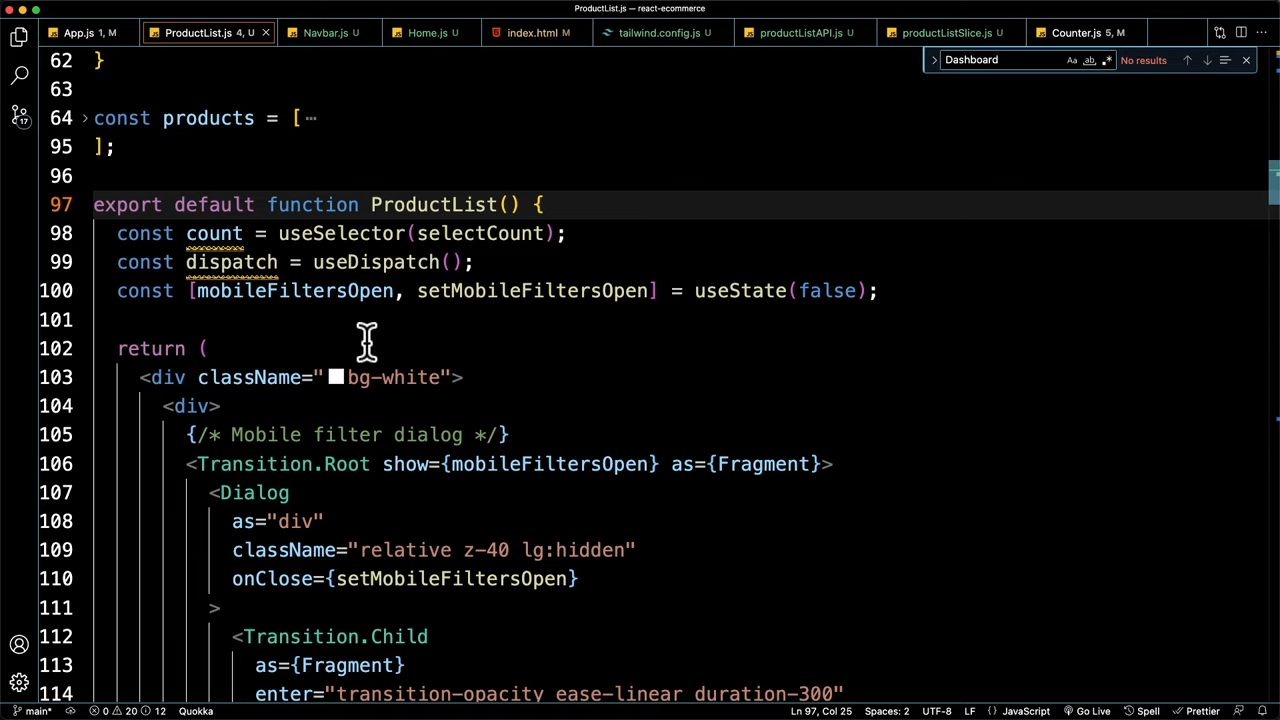 ProductList.js — react-ecommerce
App.js 1, M
ProductList.js 4, U
Navbar.js U
Home.js U
index.html M
tailwind.config.js U
productListAPI.js U
productListSlice.js U
Counter.js 5, M
Dashboard
Aa ab .*
No results
62 }
63
64 const products = [ ⋯
95 ];
96
97 export default function ProductList() {
98 const count = useSelector(selectCount);
99 const dispatch = useDispatch();
100 const [mobileFiltersOpen, setMobileFiltersOpen] = useState(false);
101
102 return (
103 <div className="bg-white">
104 <div>
105 {/* Mobile filter dialog */}
106 <Transition.Root show={mobileFiltersOpen} as={Fragment}>
107 <Dialog
108 as="div"
109 className="relative z-40 lg:hidden"
110 onClose={setMobileFiltersOpen}
111 >
112 <Transition.Child
113 as={Fragment}
114 enter="transition-opacity ease-linear duration-300"
17
main* 0 20 12 Quokka Ln 97, Col 25 Spaces: 2 UTF-8 LF {} JavaScript Go Live Spell Prettier